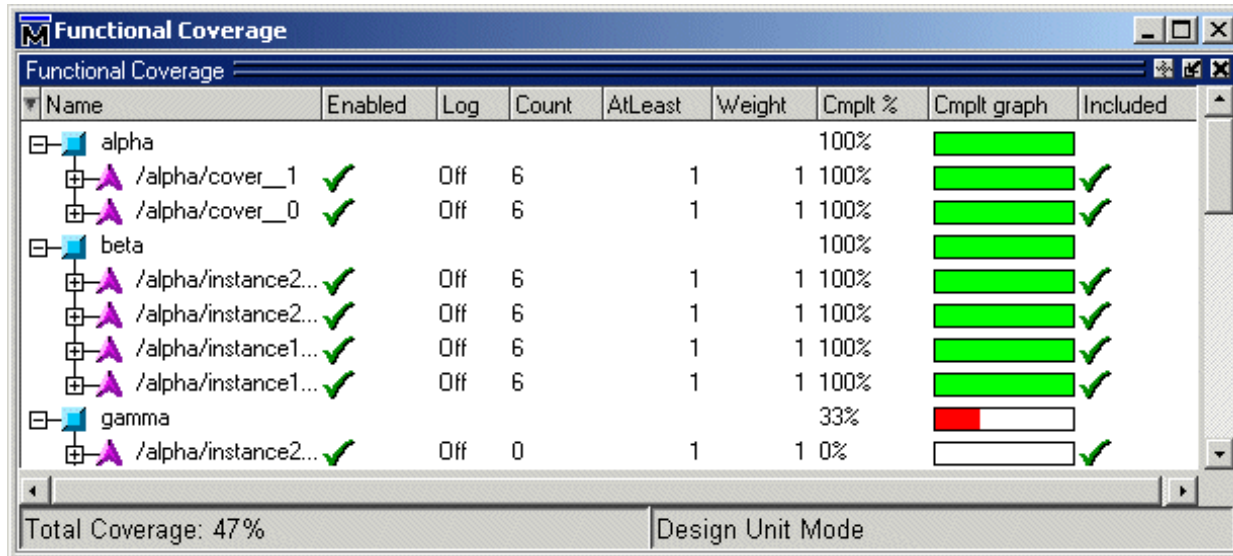 Functional Coverage
Functional Coverage
Name Enabled Log Count AtLeast Weight Cmplt % Cmplt graph Included
alpha 100%
/alpha/cover__1 Off 6 1 1 100%
/alpha/cover__0 Off 6 1 1 100%
beta 100%
/alpha/instance2... Off 6 1 1 100%
/alpha/instance2... Off 6 1 1 100%
/alpha/instance1... Off 6 1 1 100%
/alpha/instance1... Off 6 1 1 100%
gamma 33%
/alpha/instance2... Off 0 1 1 0%
Total Coverage: 47% Design Unit Mode